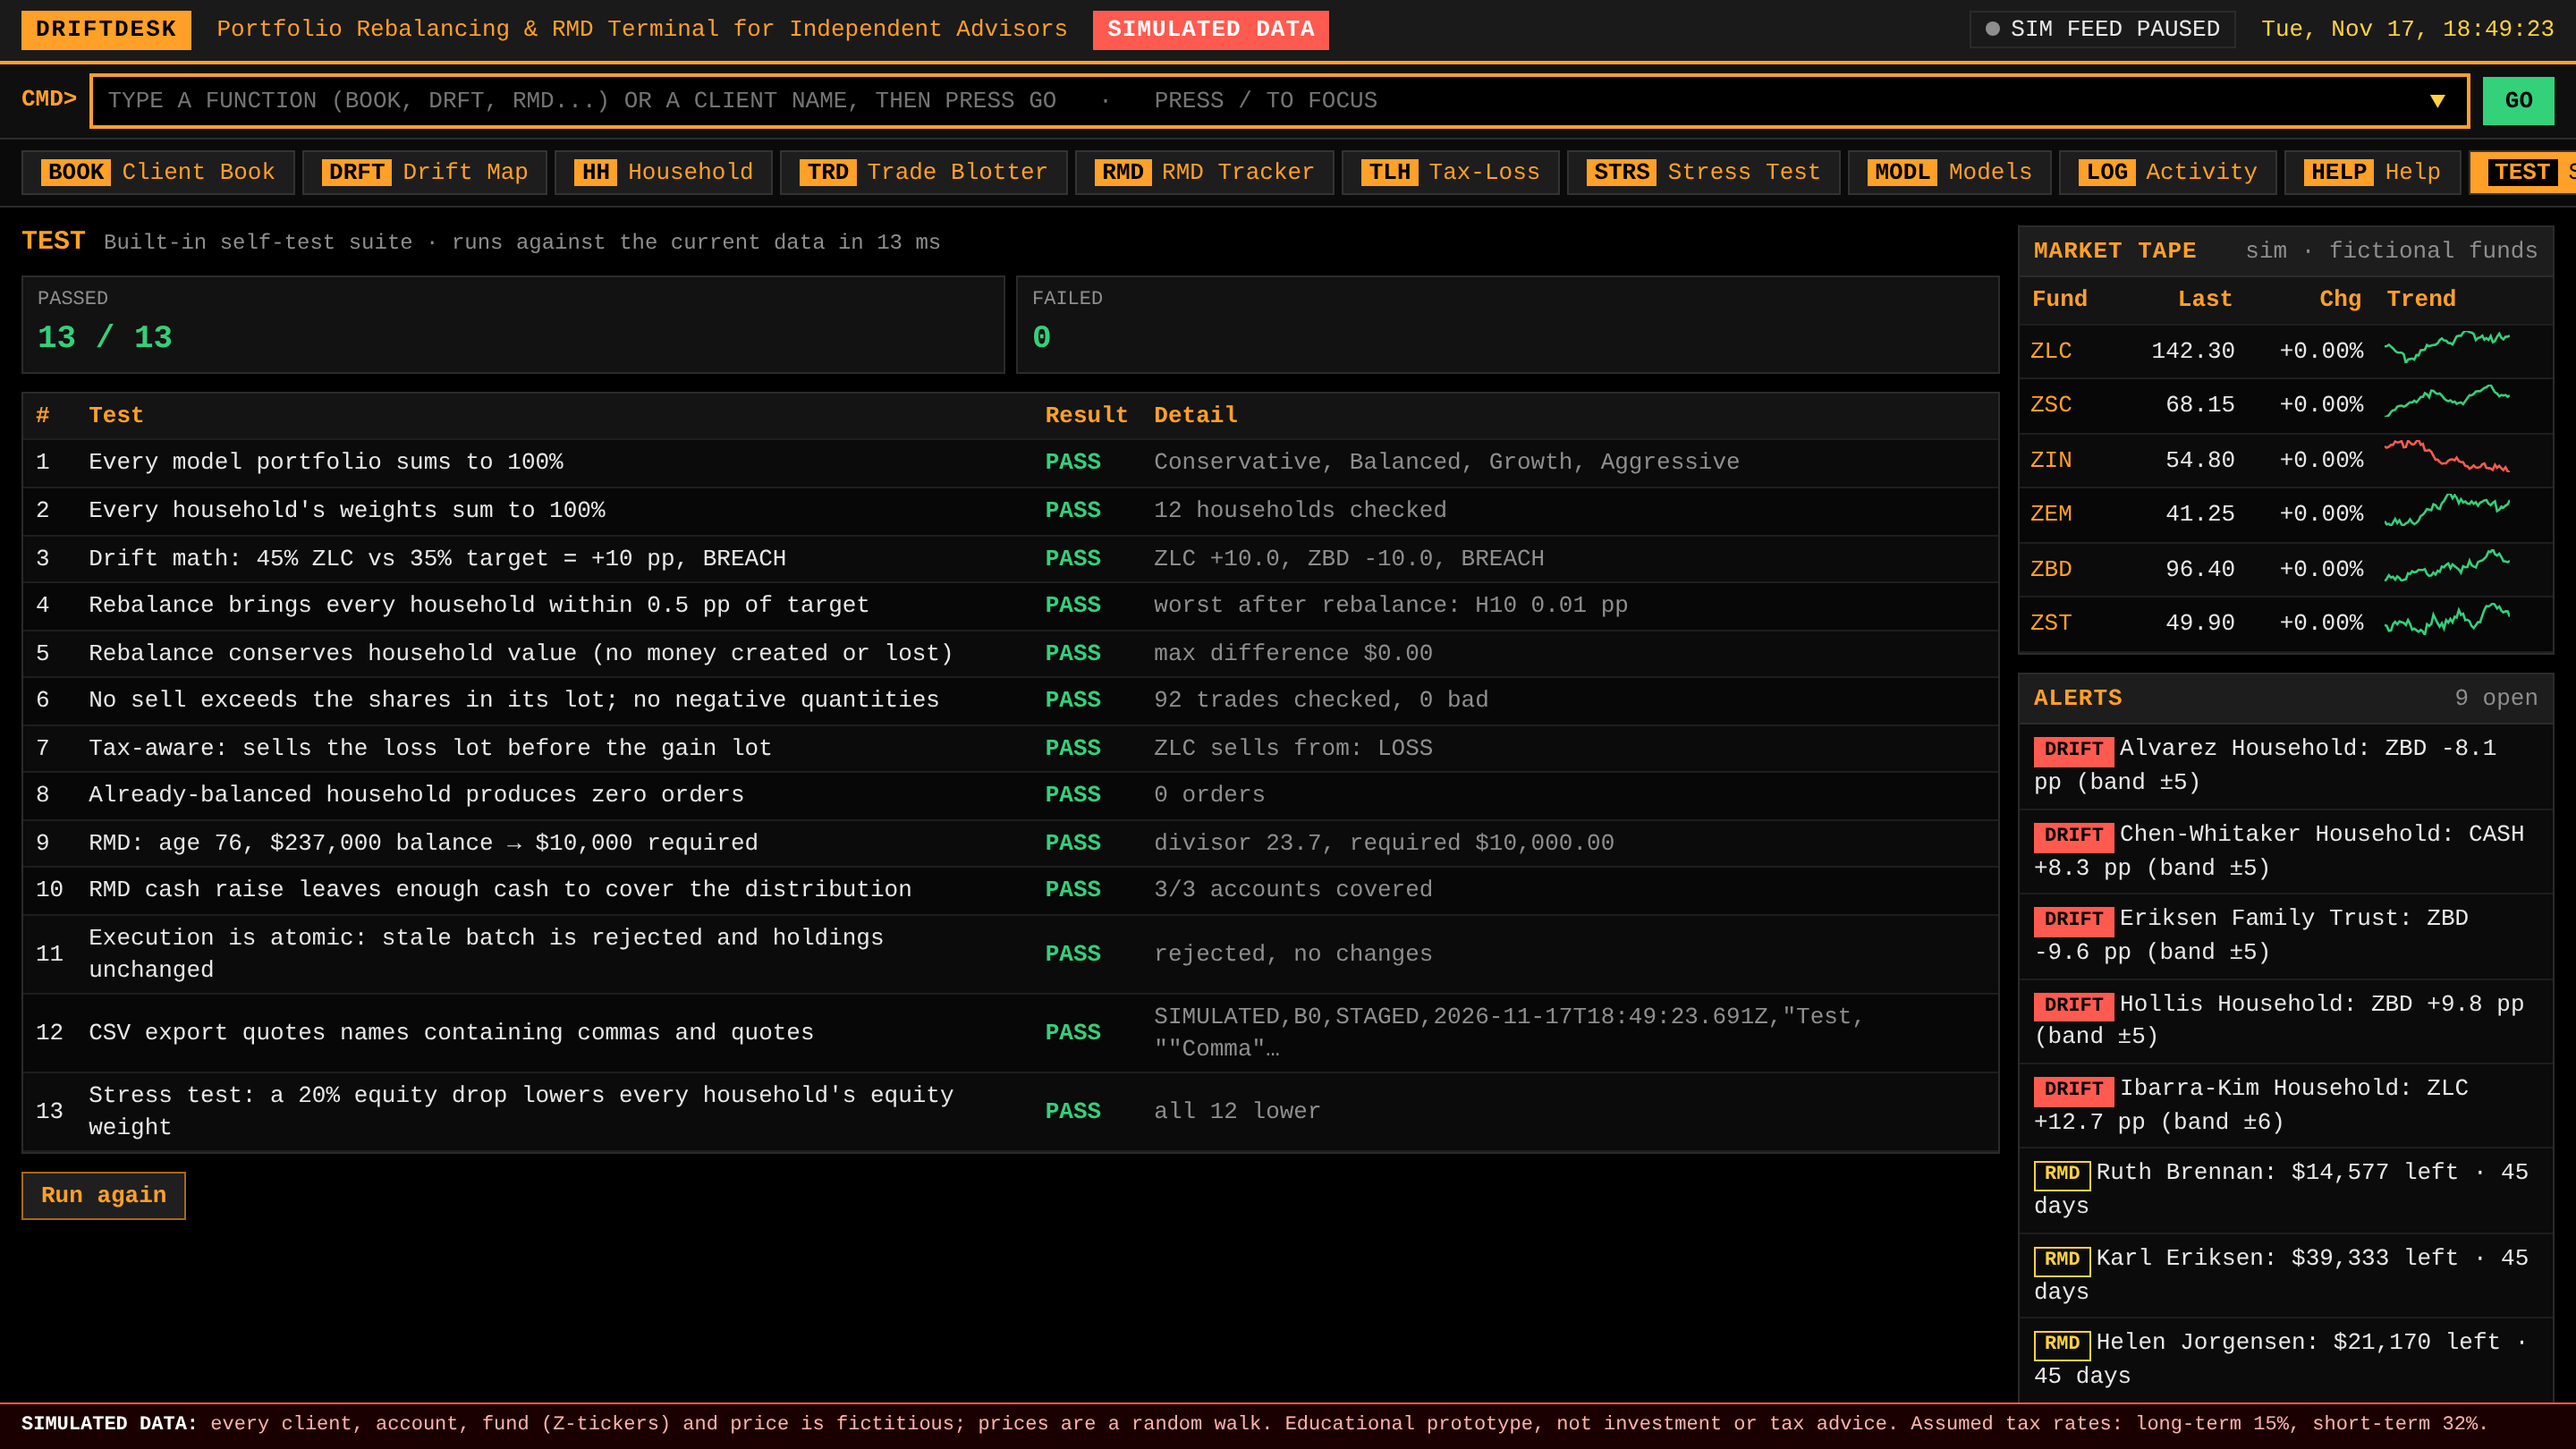 DRIFTDESK Portfolio Rebalancing & RMD Terminal for Independent Advisors SIMULATED DATA SIM FEED PAUSED Tue, Nov 17, 18:49:23
CMD> TYPE A FUNCTION (BOOK, DRFT, RMD...) OR A CLIENT NAME, THEN PRESS GO · PRESS / TO FOCUS ▼ GO
BOOK Client Book DRFT Drift Map HH Household TRD Trade Blotter RMD RMD Tracker TLH Tax-Loss STRS Stress Test MODL Models LOG Activity HELP Help TEST
TEST Built-in self-test suite · runs against the current data in 13 ms
PASSED
13 / 13
FAILED
0
# Test Result Detail
1 Every model portfolio sums to 100% PASS Conservative, Balanced, Growth, Aggressive
2 Every household's weights sum to 100% PASS 12 households checked
3 Drift math: 45% ZLC vs 35% target = +10 pp, BREACH PASS ZLC +10.0, ZBD -10.0, BREACH
4 Rebalance brings every household within 0.5 pp of target PASS worst after rebalance: H10 0.01 pp
5 Rebalance conserves household value (no money created or lost) PASS max difference $0.00
6 No sell exceeds the shares in its lot; no negative quantities PASS 92 trades checked, 0 bad
7 Tax-aware: sells the loss lot before the gain lot PASS ZLC sells from: LOSS
8 Already-balanced household produces zero orders PASS 0 orders
9 RMD: age 76, $237,000 balance → $10,000 required PASS divisor 23.7, required $10,000.00
10 RMD cash raise leaves enough cash to cover the distribution PASS 3/3 accounts covered
11 Execution is atomic: stale batch is rejected and holdings
unchanged PASS rejected, no changes
12 CSV export quotes names containing commas and quotes PASS SIMULATED,B0,STAGED,2026-11-17T18:49:23.691Z,"Test,
""Comma"…
13 Stress test: a 20% equity drop lowers every household's equity
weight PASS all 12 lower
Run again
MARKET TAPE sim · fictional funds
Fund Last Chg Trend
ZLC 142.30 +0.00%
ZSC 68.15 +0.00%
ZIN 54.80 +0.00%
ZEM 41.25 +0.00%
ZBD 96.40 +0.00%
ZST 49.90 +0.00%
ALERTS 9 open
DRIFT Alvarez Household: ZBD -8.1
pp (band ±5)
DRIFT Chen-Whitaker Household: CASH
+8.3 pp (band ±5)
DRIFT Eriksen Family Trust: ZBD
-9.6 pp (band ±5)
DRIFT Hollis Household: ZBD +9.8 pp
(band ±5)
DRIFT Ibarra-Kim Household: ZLC
+12.7 pp (band ±6)
RMD Ruth Brennan: $14,577 left · 45
days
RMD Karl Eriksen: $39,333 left · 45
days
RMD Helen Jorgensen: $21,170 left ·
45 days
SIMULATED DATA: every client, account, fund (Z-tickers) and price is fictitious; prices are a random walk. Educational prototype, not investment or tax advice. Assumed tax rates: long-term 15%, short-term 32%.